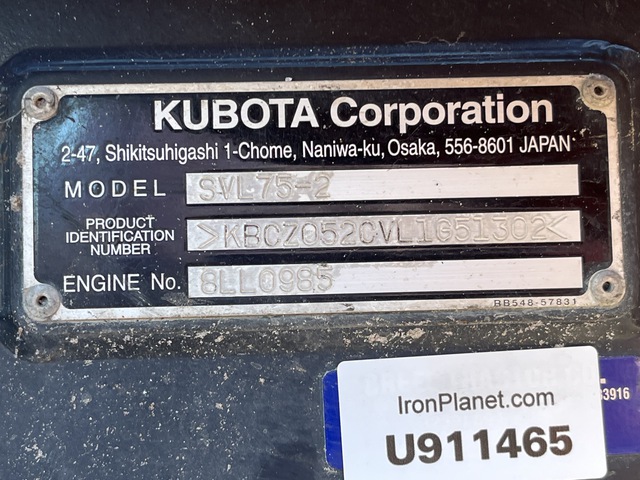 KUBOTA Corporation
2-47, Shikitsuhigashi 1-Chome, Naniwa-ku, Osaka, 556-8601 JAPAN
MODEL SVL75-2
PRODUCT IDENTIFICATION NUMBER >KBCZ052CVL1G51302<
ENGINE No. 8LL0985
BB548-57831
63916
IronPlanet.com
U911465